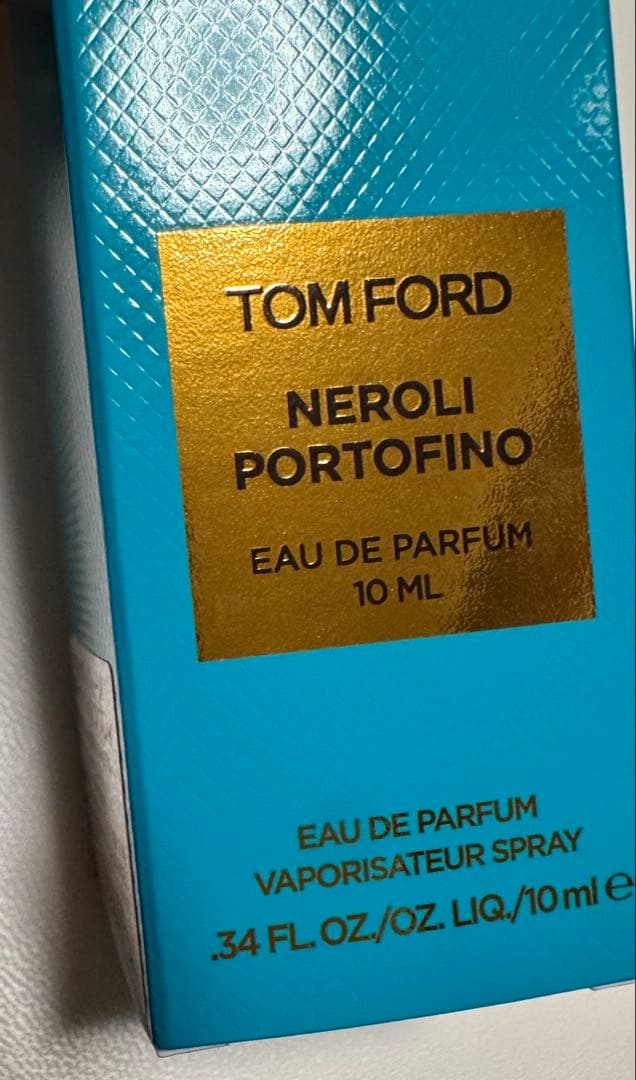 TOM FORD
NEROLI
PORTOFINO
EAU DE PARFUM
10 ML
EAU DE PARFUM
VAPORISATEUR SPRAY
.34 FL. OZ./OZ. LIQ./10 ml ℮